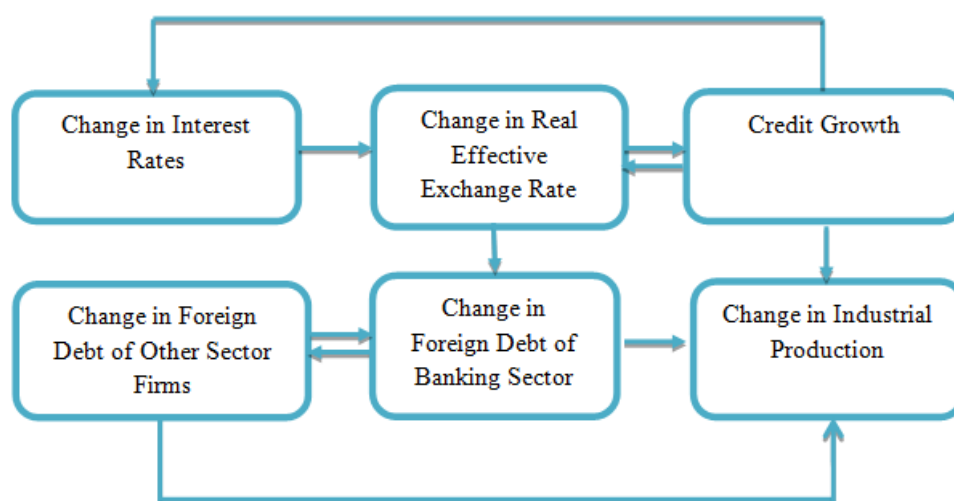 Change in Interest
Rates
Change in Real
Effective
Exchange Rate
Credit Growth
Change in Foreign
Debt of Other Sector
Firms
Change in
Foreign Debt of
Banking Sector
Change in Industrial
Production